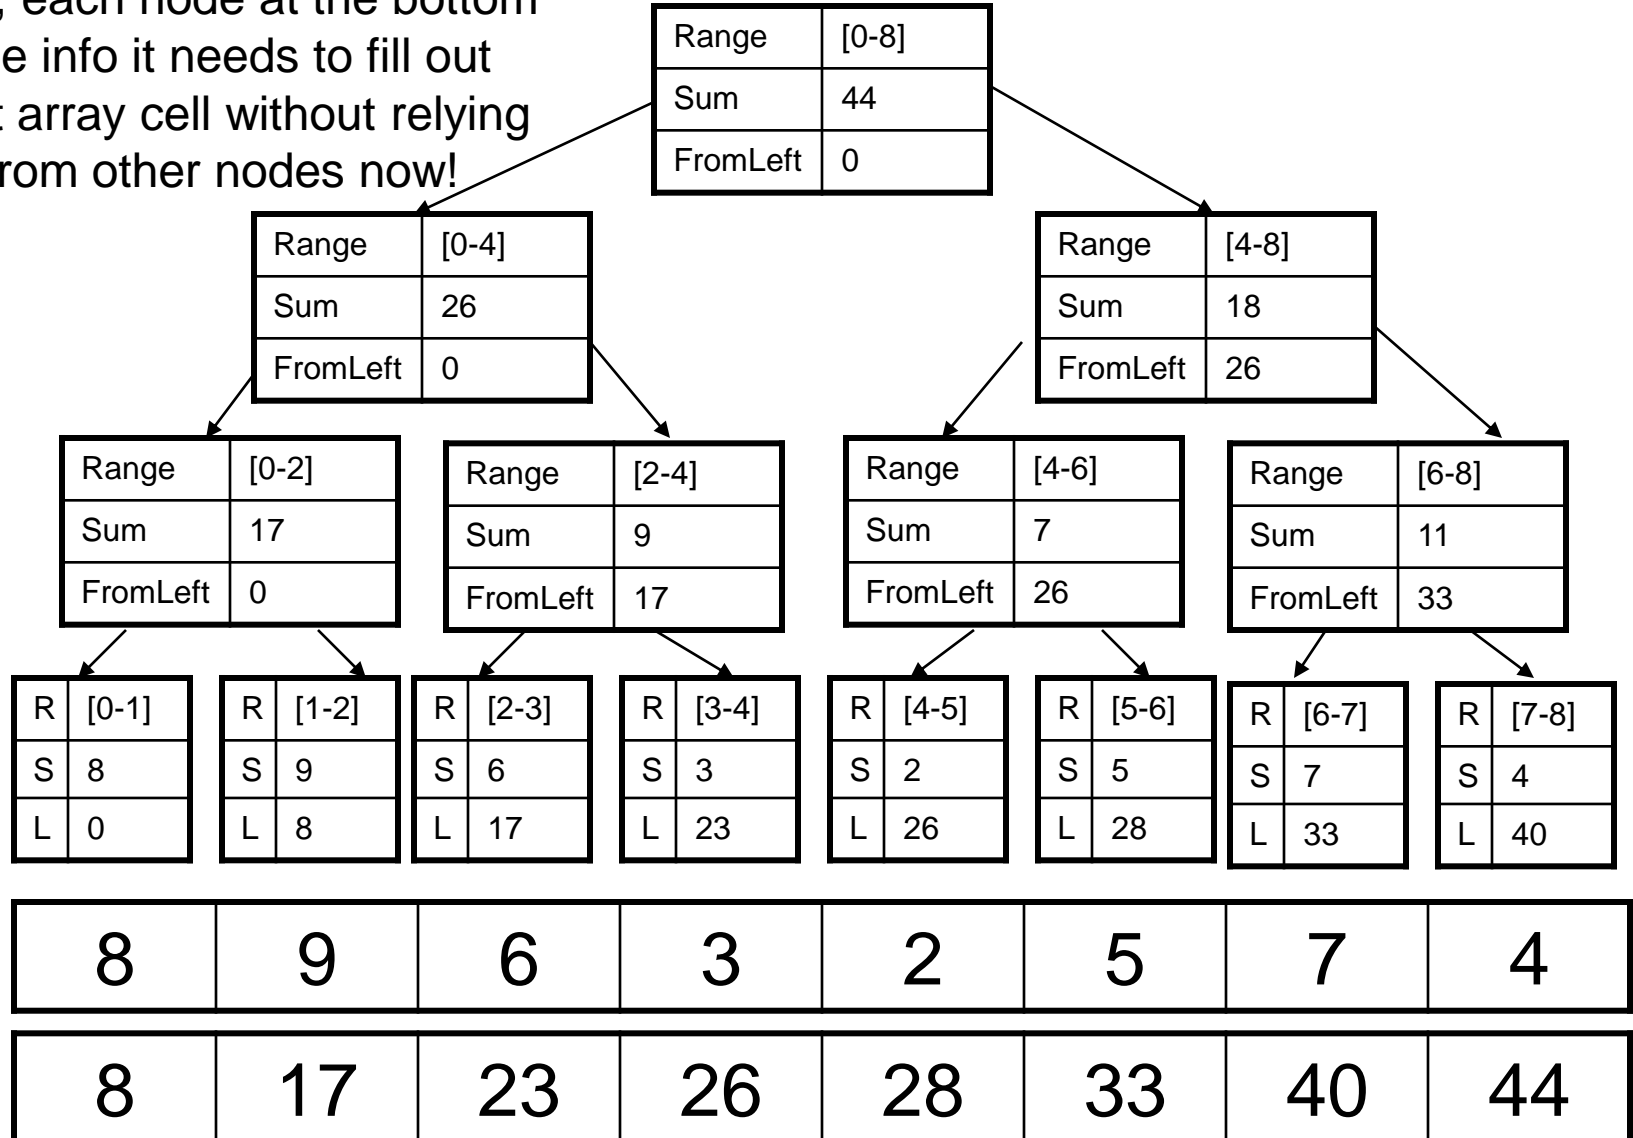 , each node at the bottom
e info it needs to fill out
array cell without relying
from other nodes now!
Range [0-8]
Sum 44
FromLeft 0
Range [0-4]
Sum 26
FromLeft 0
Range [4-8]
Sum 18
FromLeft 26
Range [0-2]
Sum 17
FromLeft 0
Range [2-4]
Sum 9
FromLeft 17
Range [4-6]
Sum 7
FromLeft 26
Range [6-8]
Sum 11
FromLeft 33
R [0-1]
S 8
L 0
R [1-2]
S 9
L 8
R [2-3]
S 6
L 17
R [3-4]
S 3
L 23
R [4-5]
S 2
L 26
R [5-6]
S 5
L 28
R [6-7]
S 7
L 33
R [7-8]
S 4
L 40
8 9 6 3 2 5 7 4
8 17 23 26 28 33 40 44